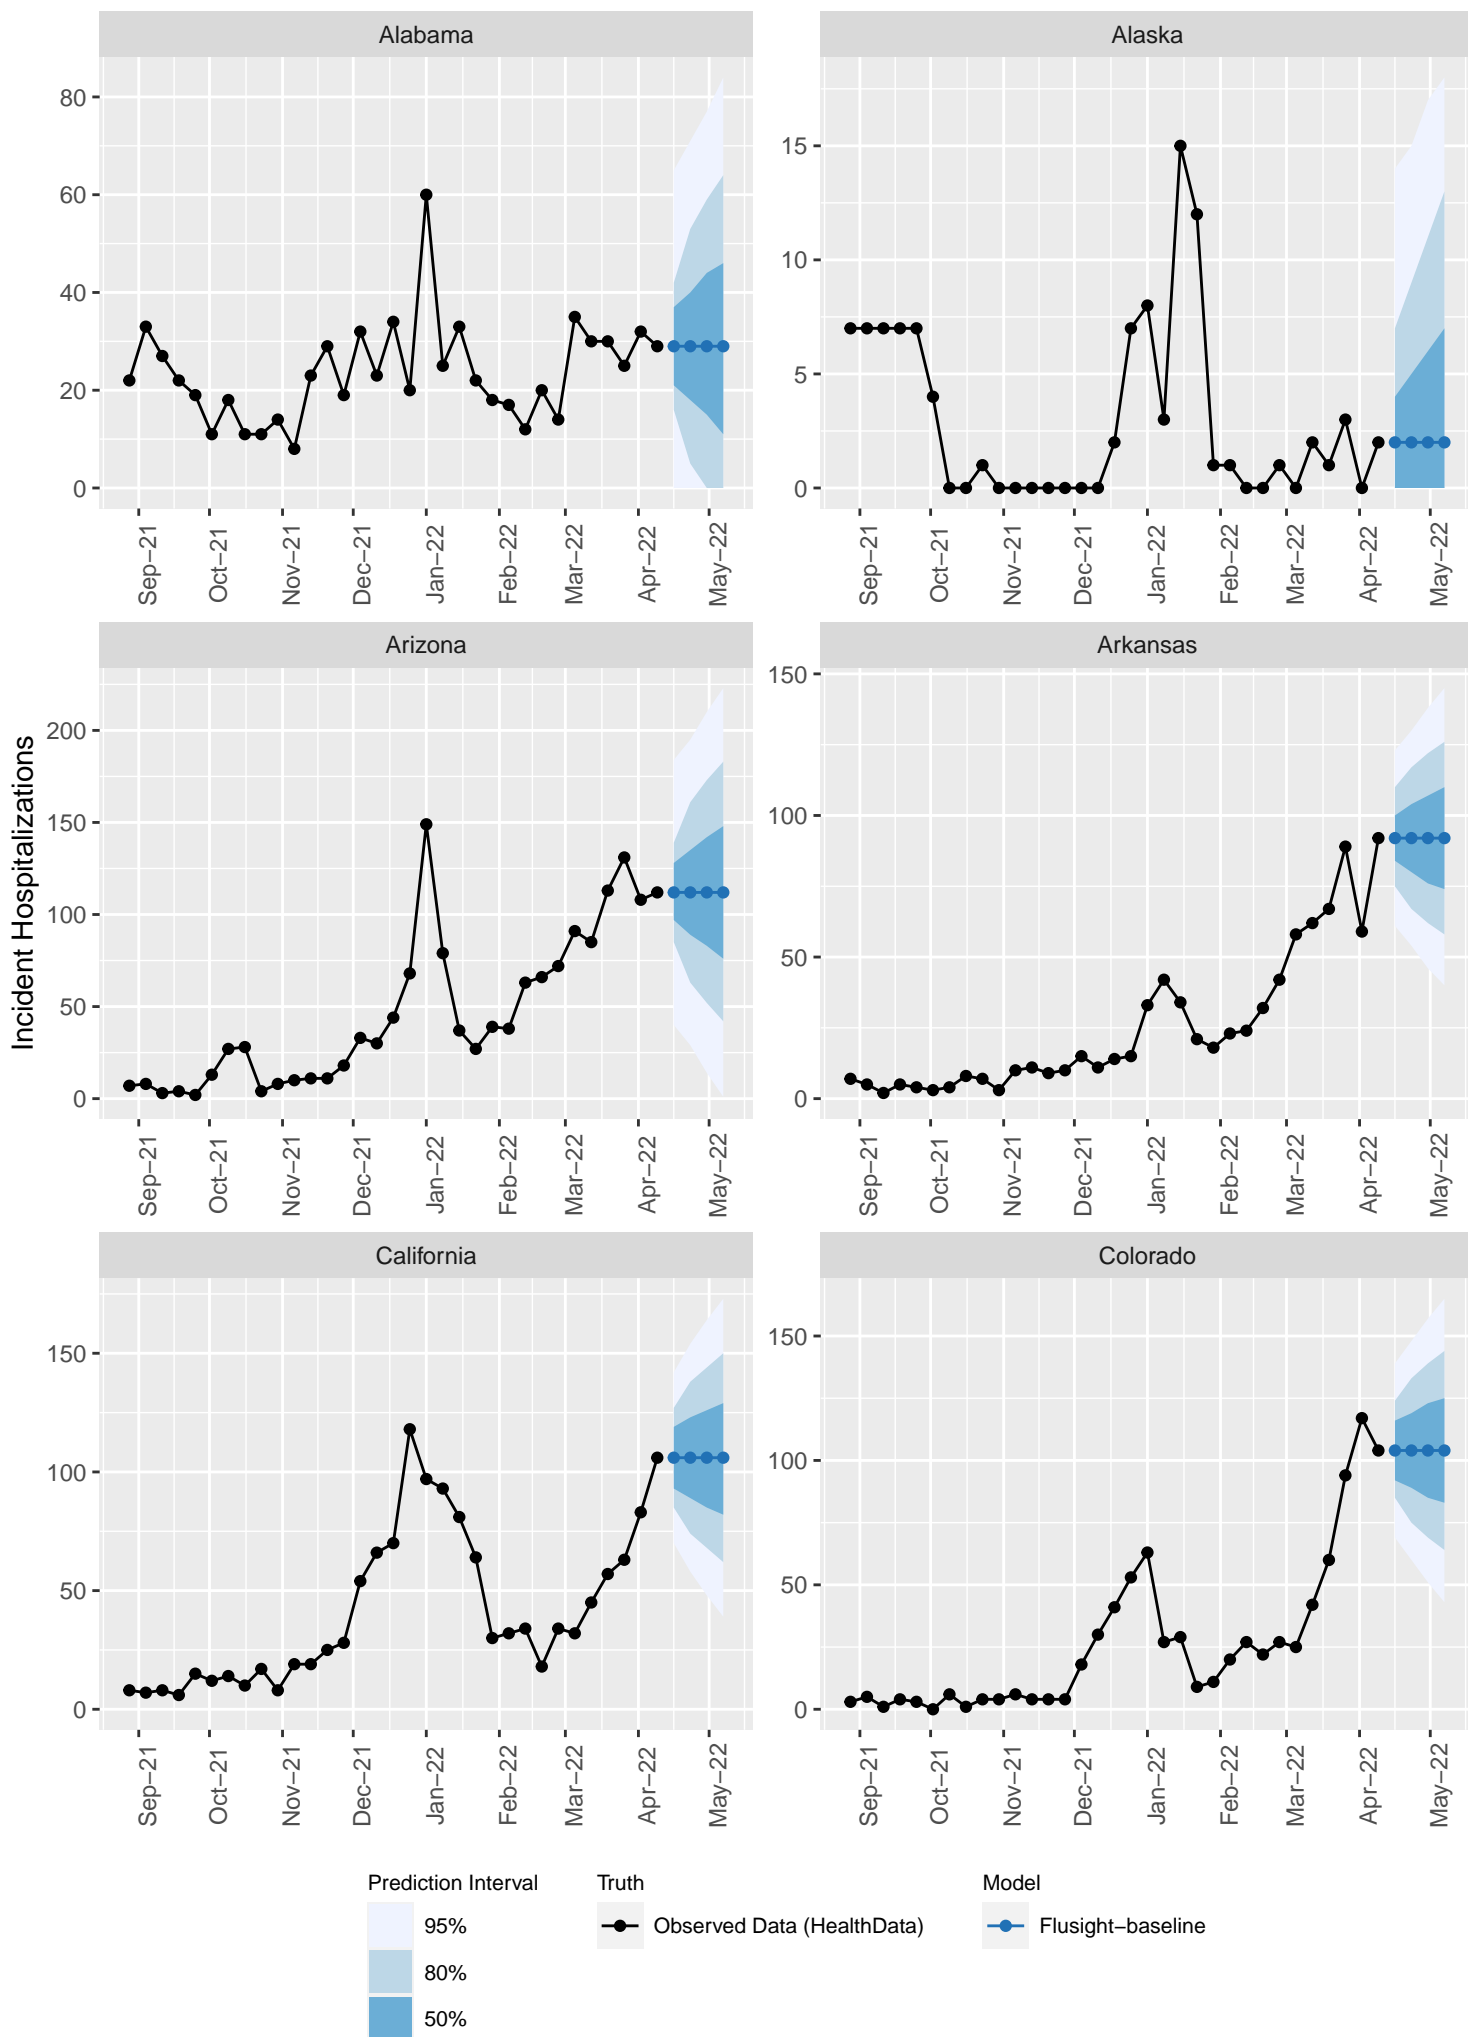 Alabama
Alaska
80
60
40
20
0
15
10
5
0
Sep−21
Oct−21
Nov−21
Dec−21
Jan−22
Feb−22
Mar−22
Apr−22
May−22
Sep−21
Oct−21
Nov−21
Dec−21
Jan−22
Feb−22
Mar−22
Apr−22
May−22
Incident Hospitalizations
Arizona
Arkansas
200
150
100
50
0
150
100
50
0
Sep−21
Oct−21
Nov−21
Dec−21
Jan−22
Feb−22
Mar−22
Apr−22
May−22
Sep−21
Oct−21
Nov−21
Dec−21
Jan−22
Feb−22
Mar−22
Apr−22
May−22
California
Colorado
150
100
50
0
150
100
50
0
Sep−21
Oct−21
Nov−21
Dec−21
Jan−22
Feb−22
Mar−22
Apr−22
May−22
Sep−21
Oct−21
Nov−21
Dec−21
Jan−22
Feb−22
Mar−22
Apr−22
May−22
Prediction Interval
95%
80%
50%
Truth
Observed Data (HealthData)
Model
Flusight−baseline